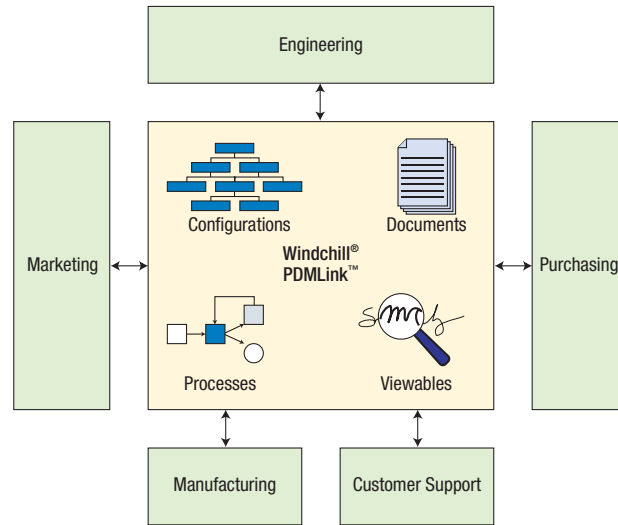 Engineering
Marketing
Configurations
Documents
Windchill®
PDMLink™
Purchasing
Processes
Viewables
Manufacturing
Customer Support